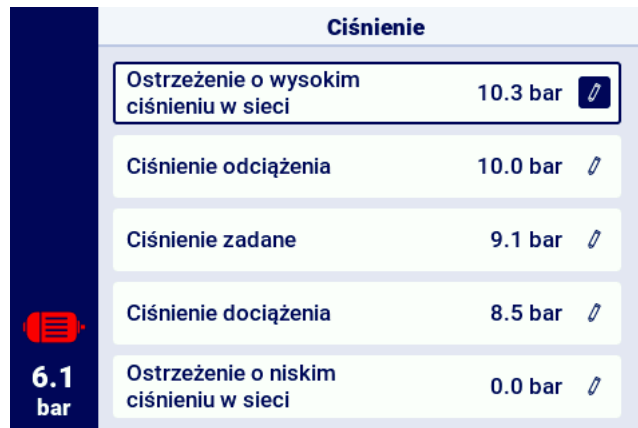 Ciśnienie
Ostrzeżenie o wysokim
ciśnieniu w sieci
10.3 bar
Ciśnienie odciążenia
10.0 bar
Ciśnienie zadane
9.1 bar
Ciśnienie dociążenia
8.5 bar
Ostrzeżenie o niskim
ciśnieniu w sieci
0.0 bar
6.1
bar